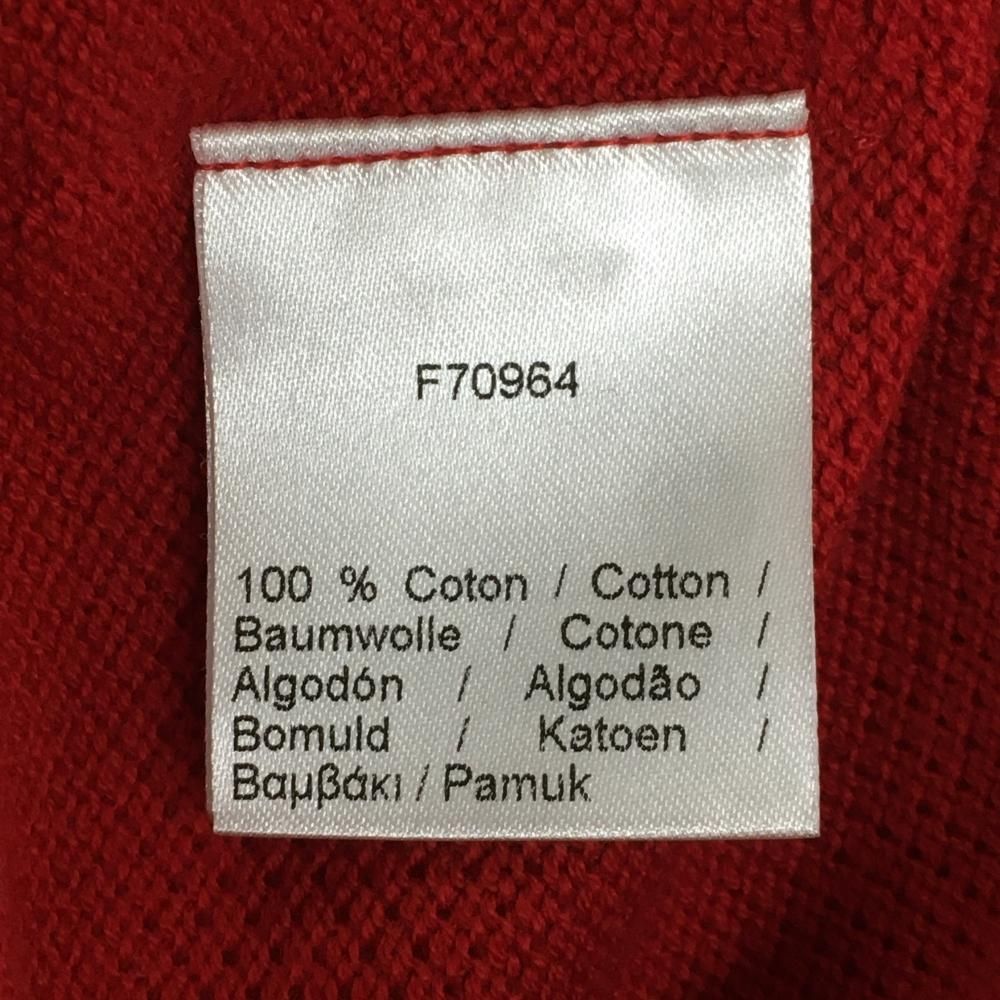 F70964
100 % Coton / Cotton /
Baumwolle / Cotone /
Algodón / Algodão /
Bomuld / Katoen /
Βαμβάκι / Pamuk